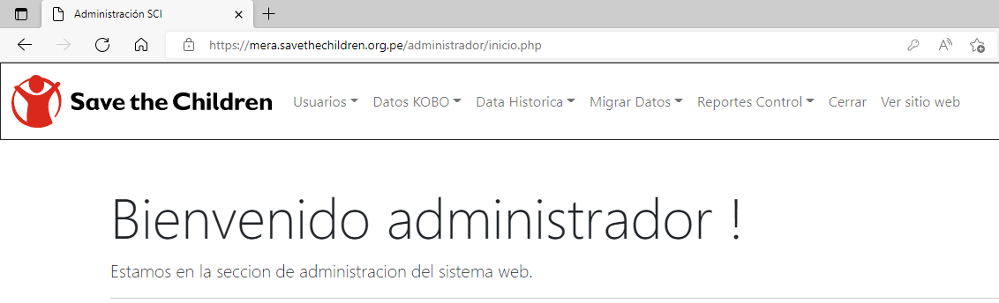 Administración SCI
https://mera.savethechildren.org.pe/administrador/inicio.php
Save the Children Usuarios Datos KOBO Data Historica Migrar Datos Reportes Control Cerrar Ver sitio web
Bienvenido administrador !
Estamos en la seccion de administracion del sistema web.